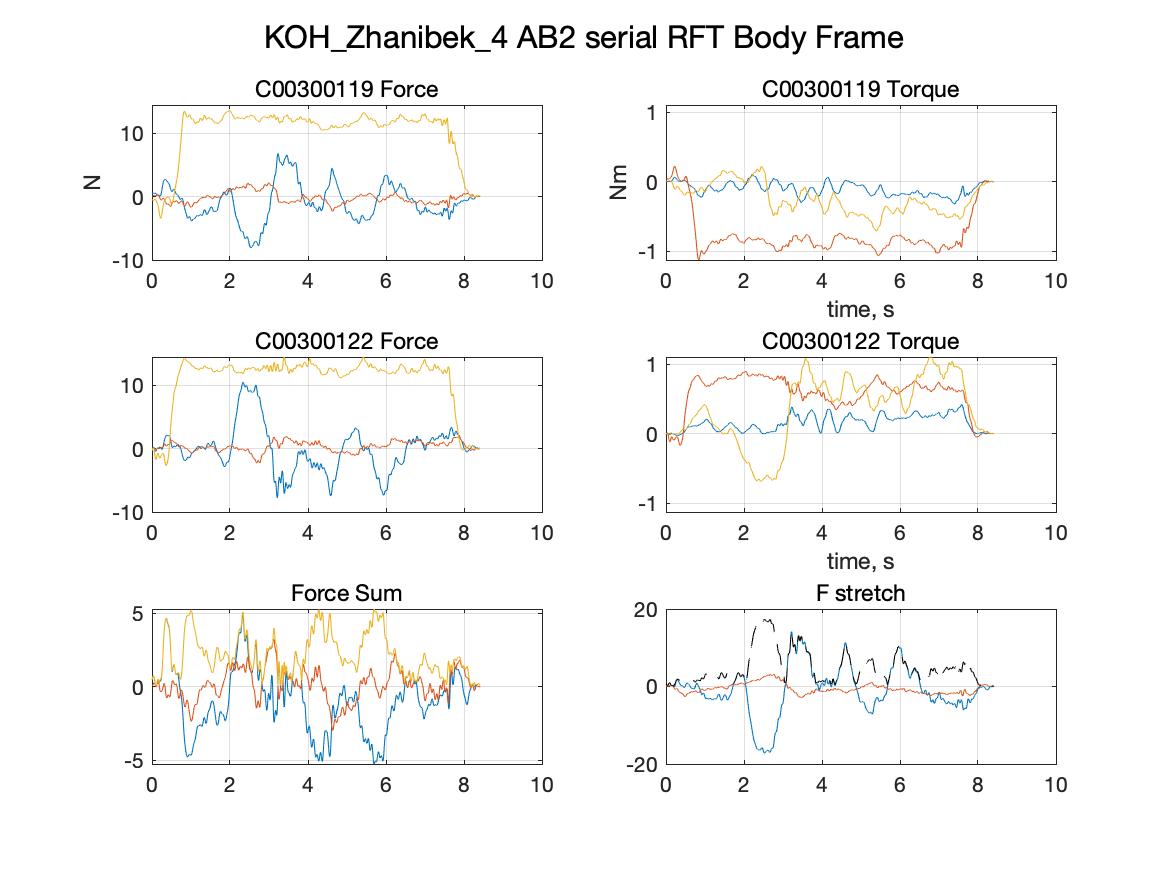 KOH_Zhanibek_4 AB2 serial RFT Body Frame
C00300119 Force
N
10
0
-10
0 2 4 6 8 10
C00300119 Torque
Nm
1
0
-1
0 2 4 6 8 10
time, s
C00300122 Force
10
0
-10
0 2 4 6 8 10
C00300122 Torque
1
0
-1
0 2 4 6 8 10
time, s
Force Sum
5
0
-5
0 2 4 6 8 10
F stretch
20
0
-20
0 2 4 6 8 10